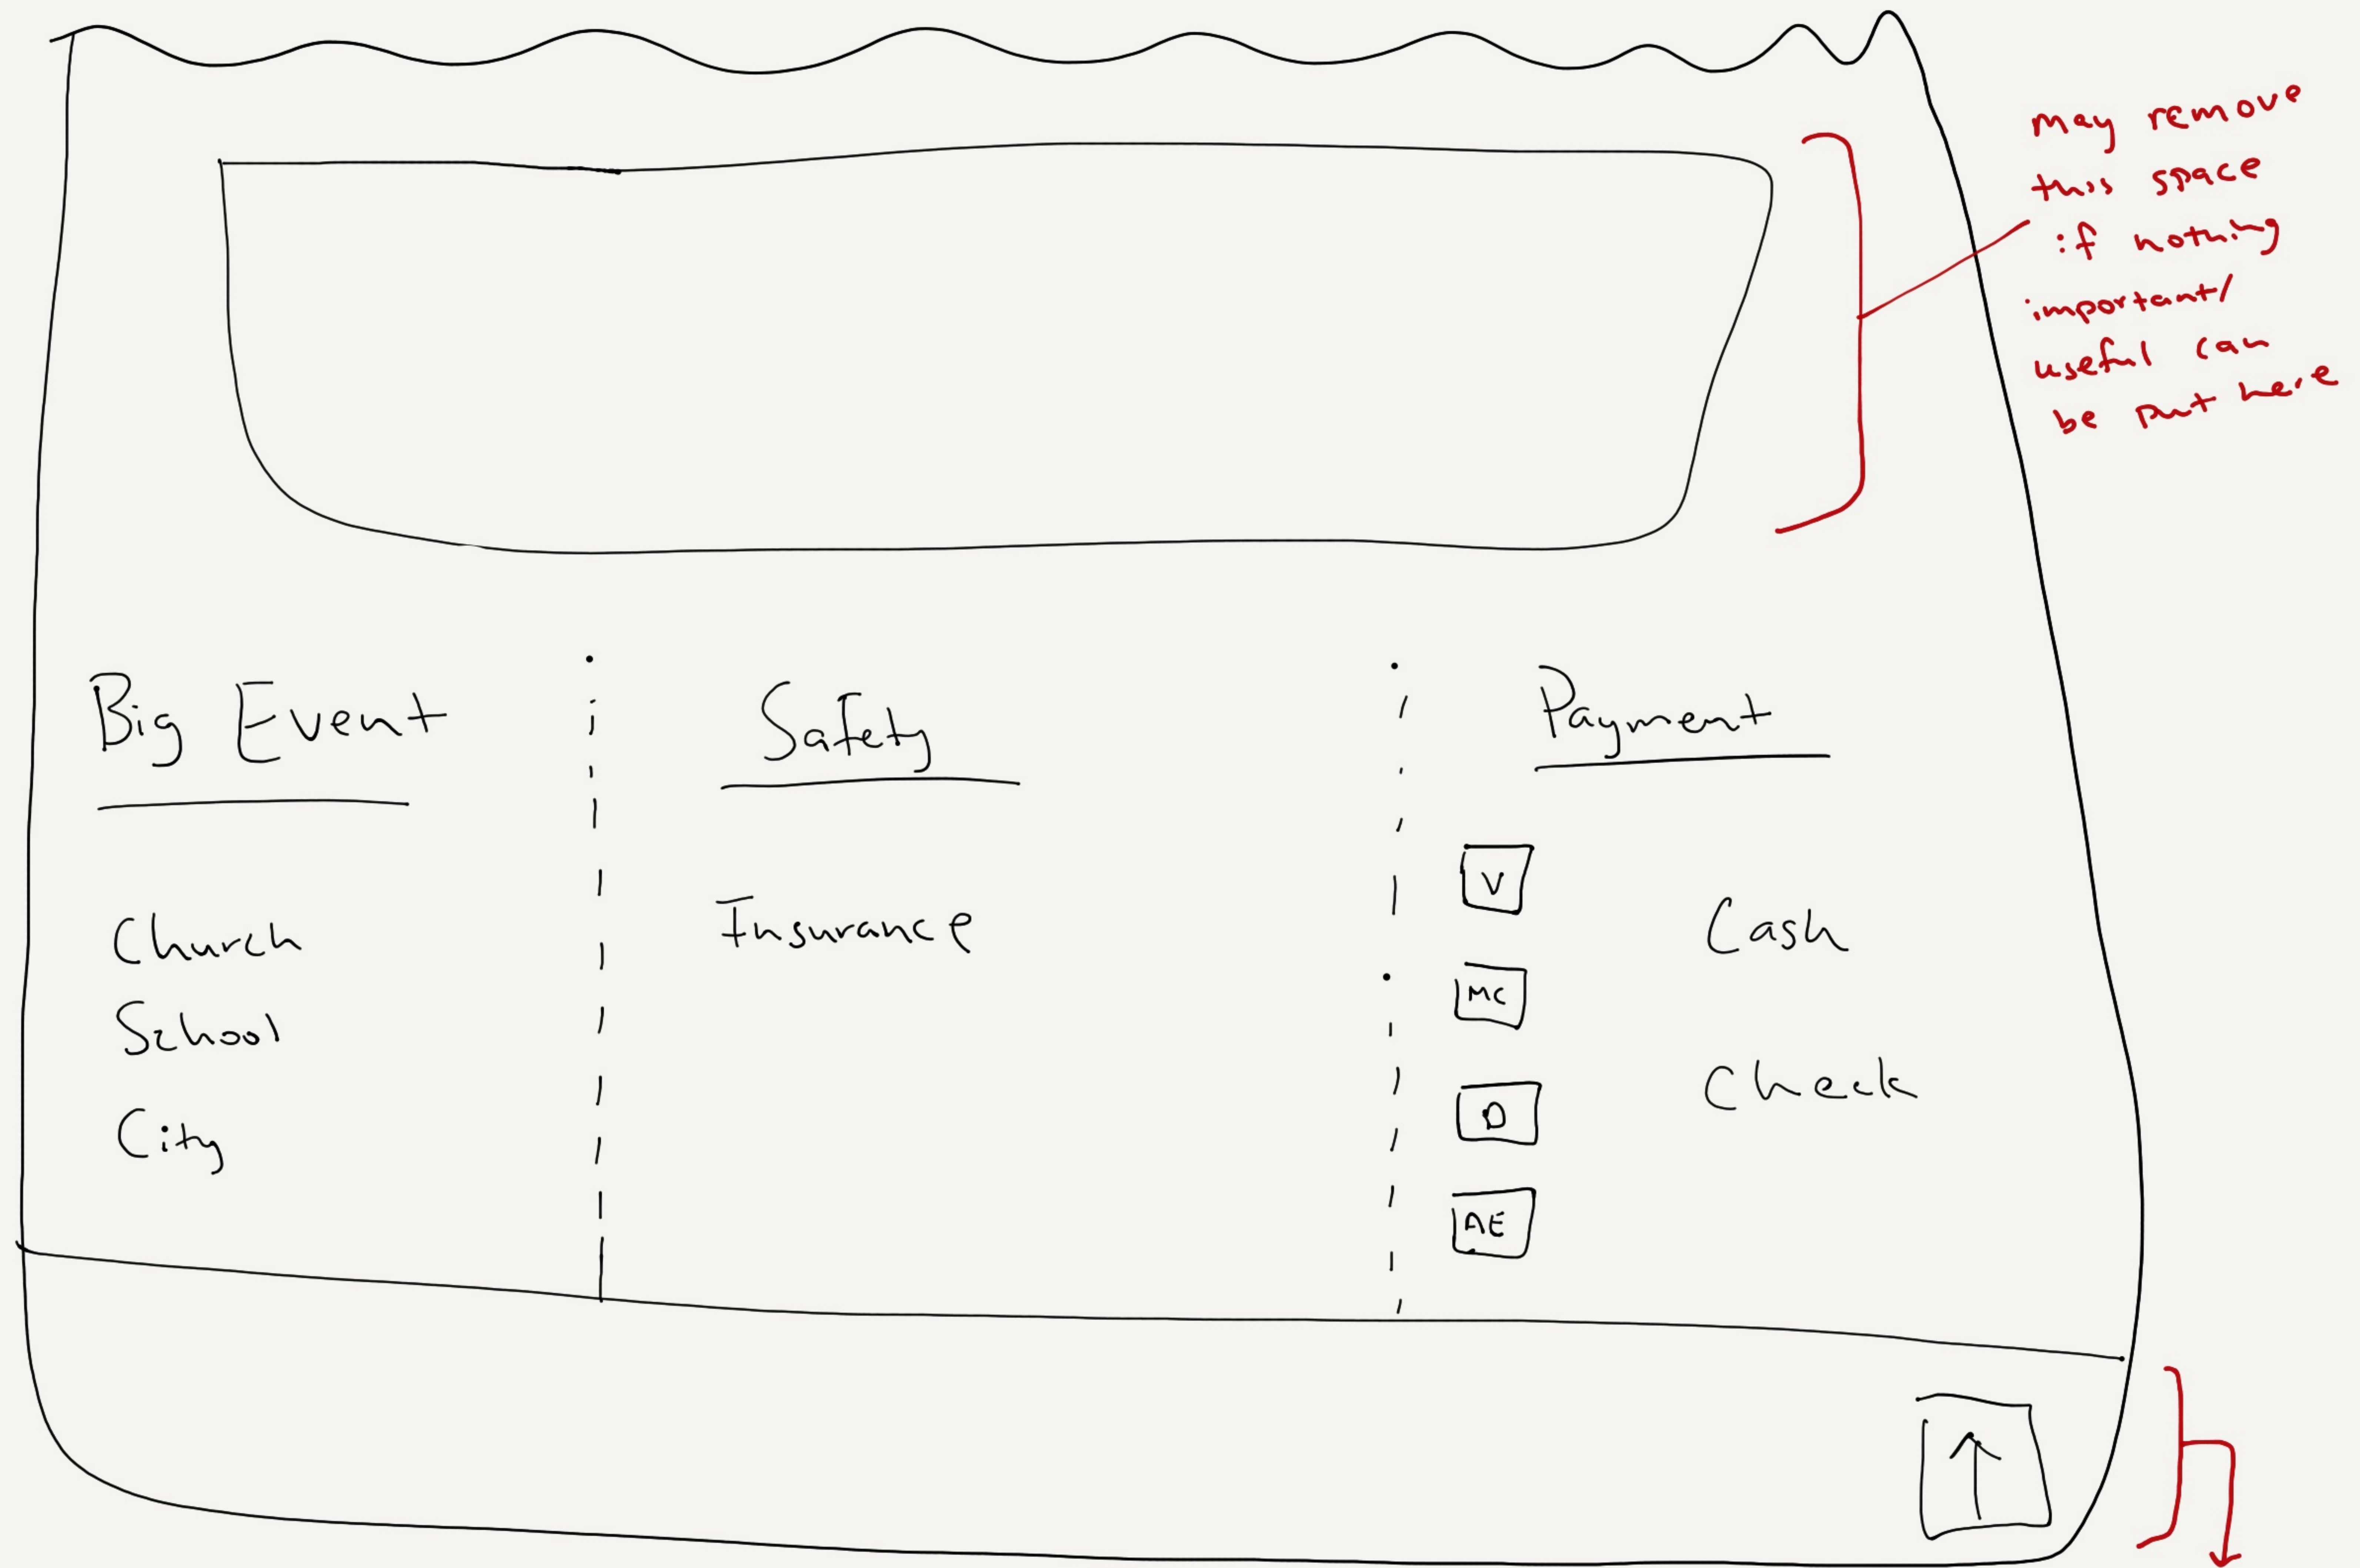 may remove
this space
if nothing
important/
useful can
be put here
Big Event
Safety
Payment
Church
School
City
Insurance
V
MC
D
AE
Cash
Check